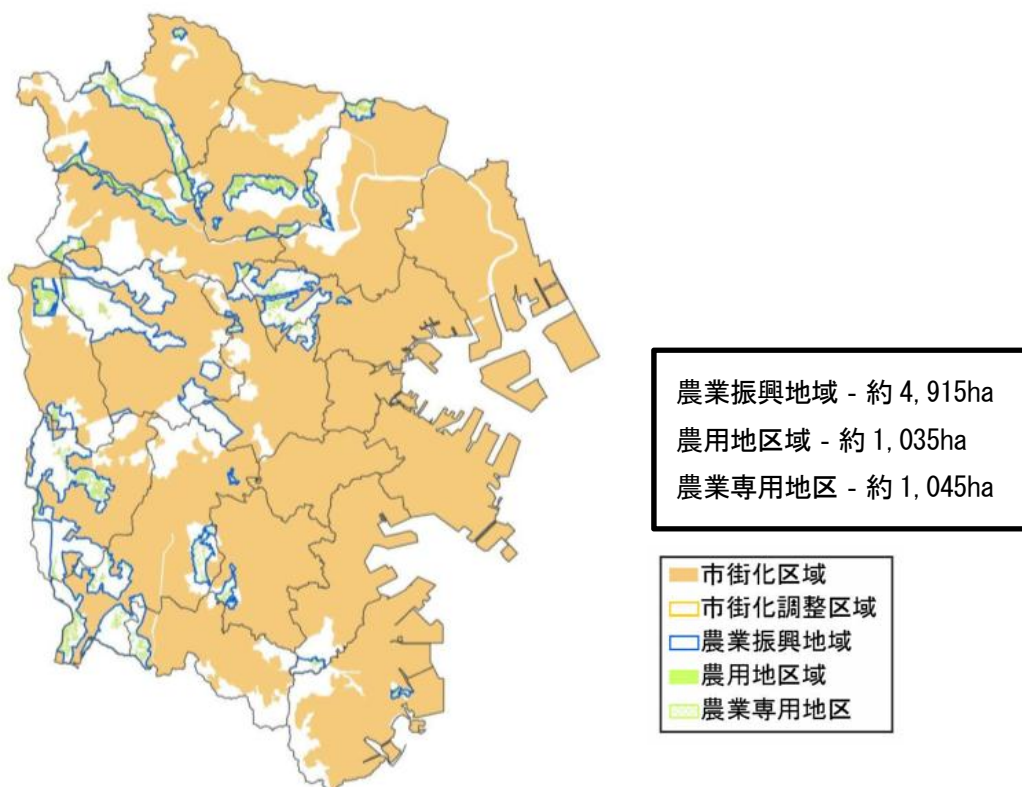 農業振興地域 - 約 4,915ha
農用地区域 - 約 1,035ha
農業専用地区 - 約 1,045ha
市街化区域
市街化調整区域
農業振興地域
農用地区域
農業専用地区